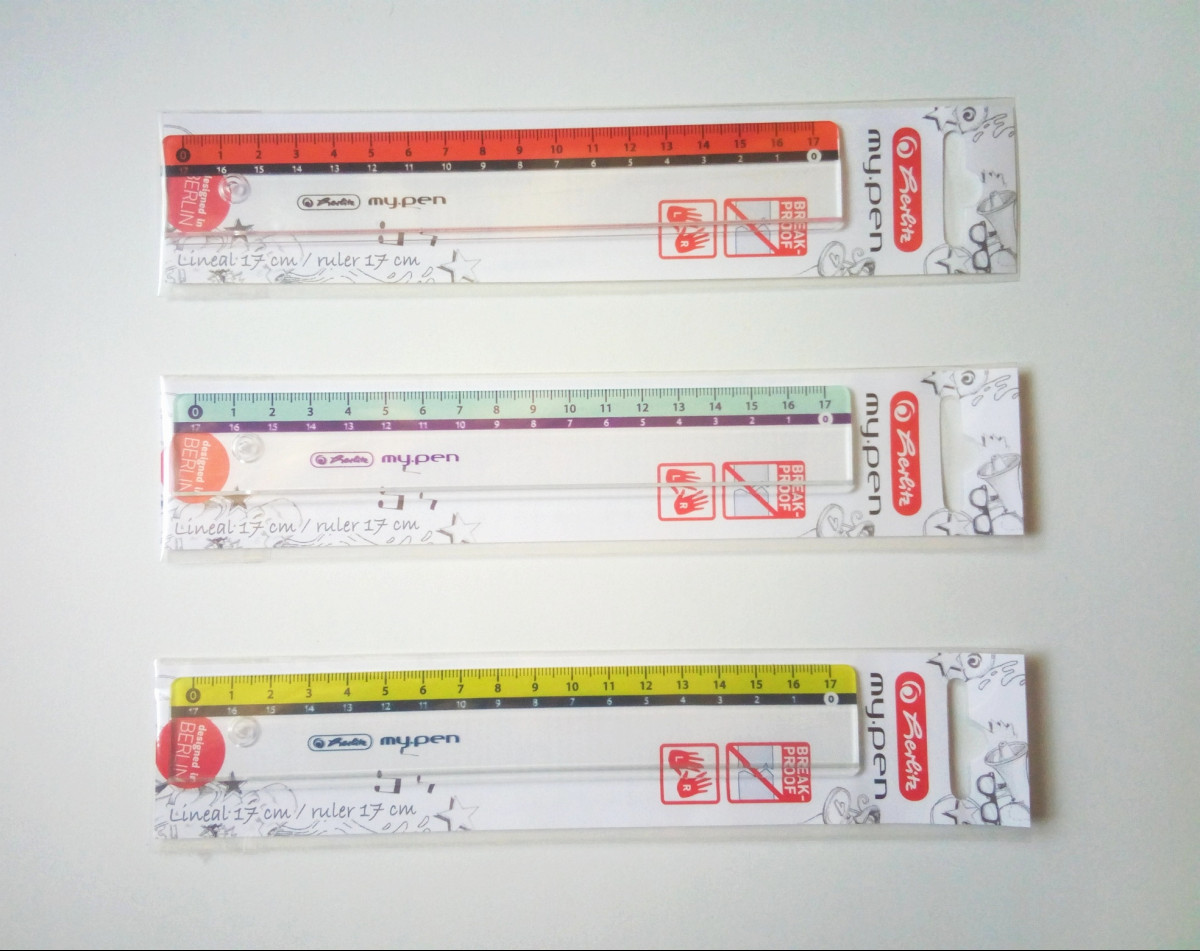 0 1 2 3 4 5 6 7 8 9 10 11 12 13 14 15 16 17
17 16 15 14 13 12 11 10 9 8 7 6 5 4 3 2 1 0
designed in
BERLIN
Herlitz my.pen
L
R
BREAK-
PROOF
my.pen
Herlitz
Lineal 17 cm / ruler 17 cm
0 1 2 3 4 5 6 7 8 9 10 11 12 13 14 15 16 17
17 16 15 14 13 12 11 10 9 8 7 6 5 4 3 2 1 0
designed in
BERLIN
Herlitz my.pen
L
R
BREAK-
PROOF
my.pen
Herlitz
Lineal 17 cm / ruler 17 cm
0 1 2 3 4 5 6 7 8 9 10 11 12 13 14 15 16 17
17 16 15 14 13 12 11 10 9 8 7 6 5 4 3 2 1 0
designed in
BERLIN
Herlitz my.pen
L
R
BREAK-
PROOF
my.pen
Herlitz
Lineal 17 cm / ruler 17 cm